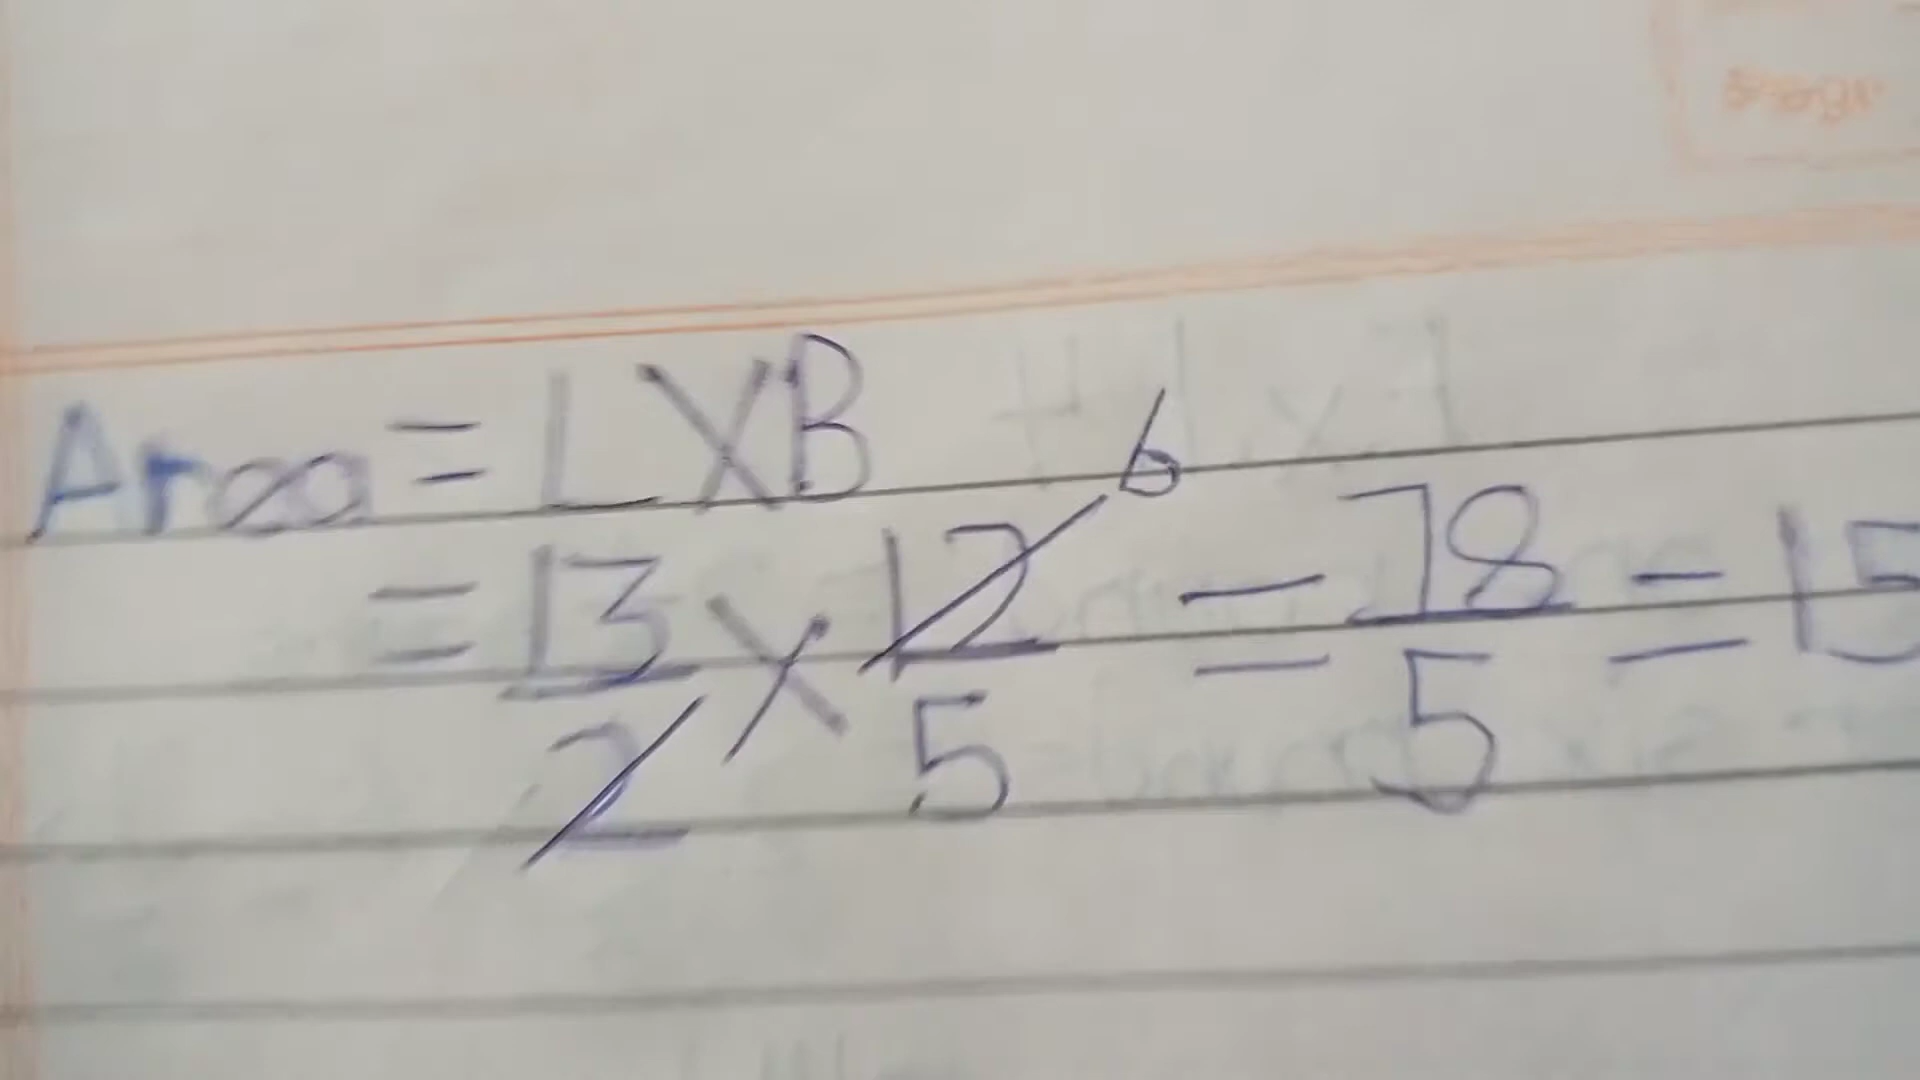 Area = L X B
= 13/2 X 12/5 6 = 78/5 = 15